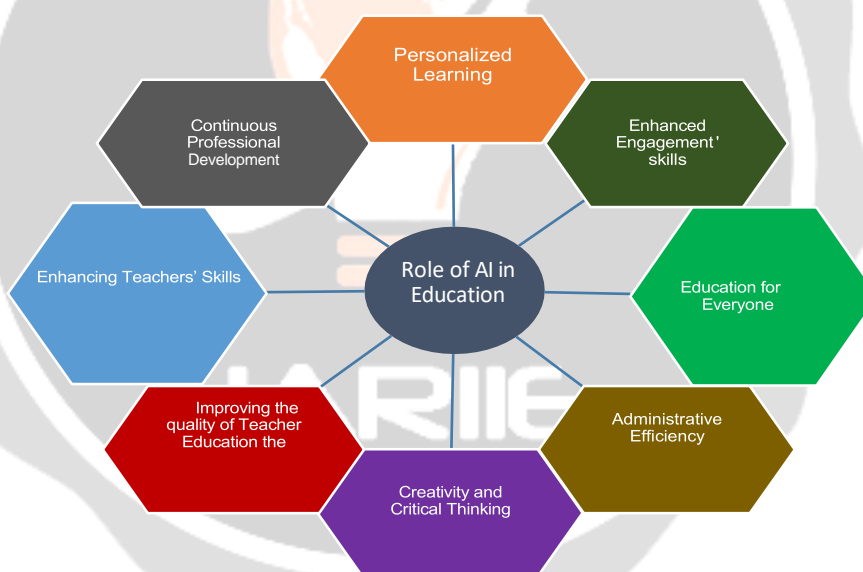 Personalized
Learning
Continuous
Professional
Development
Enhanced
Engagement'
skills
Enhancing Teachers' Skills
Role of AI in
Education
Education for
Everyone
Improving the
quality of Teacher
Education the
Administrative
Efficiency
Creativity and
Critical Thinking